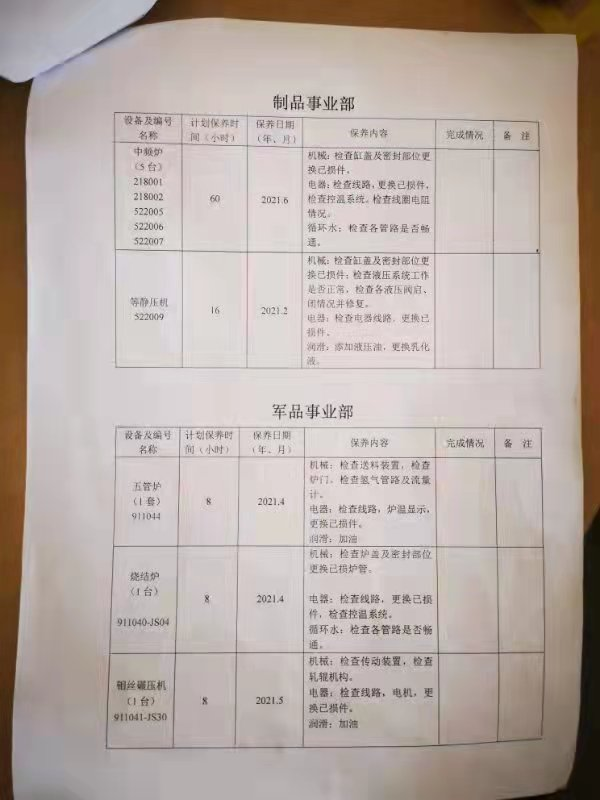 制品事业部
设备及编号名称 计划保养时间（小时） 保养日期（年、月） 保养内容 完成情况 备 注
中频炉
（5台）
218001
218002
522005
522006
522007
60
2021.6
机械：检查缸盖及密封部位更
换已损件。
电器：检查线路，更换已损件，
检查控温系统。检查线圈电阻
情况。
循环水：检查各管路是否畅
通。
等静压机
522009
16
2021.2
机械：检查缸盖及密封部位更
换已损件；检查液压系统工作
是否正常，检查各液压阀启、
闭情况并修复。
电器：检查电器线路，更换已
损件。
润滑：添加液压油，更换乳化
液。
军品事业部
设备及编号名称 计划保养时间（小时） 保养日期（年、月） 保养内容 完成情况 备 注
五管炉
（1套）
911044
8
2021.4
机械：检查送料装置，检查
炉门，检查氢气管路及流量
计。
电器：检查线路，炉温显示，
更换已损件。
润滑：加油
烧结炉
（1台）
911040-JS04
8
2021.4
机械：检查炉盖及密封部位
更换已损炉管。
电器：检查线路，更换已损
件，检查控温系统。
循环水：检查各管路是否畅
通。
钼丝碾压机
（1台）
911041-JS30
8
2021.5
机械：检查传动装置，检查
轧辊机构。
电器：检查线路，电机，更
换已损件。
润滑：加油